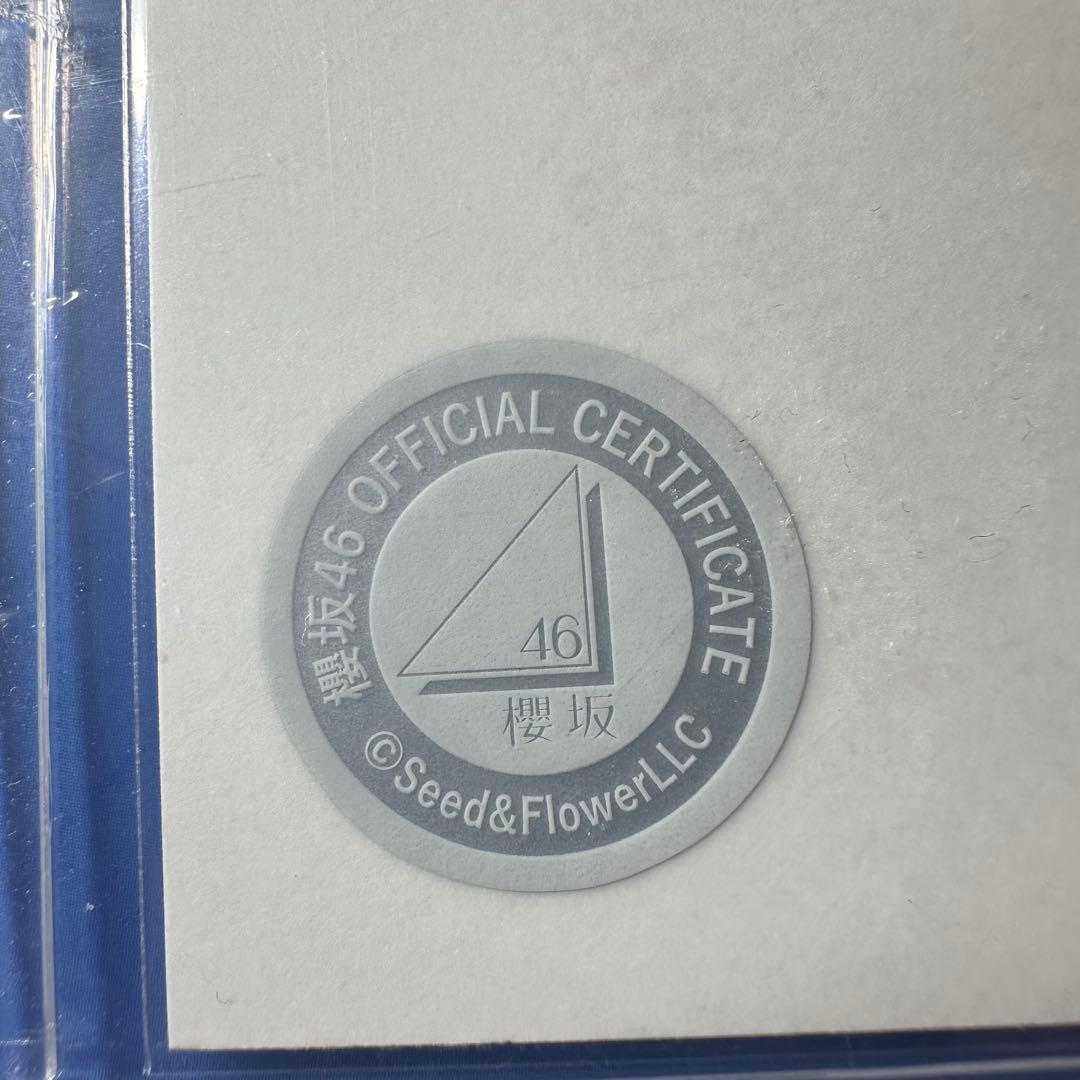 櫻坂46 OFFICIAL CERTIFICATE
46
櫻坂
©Seed&FlowerLLC